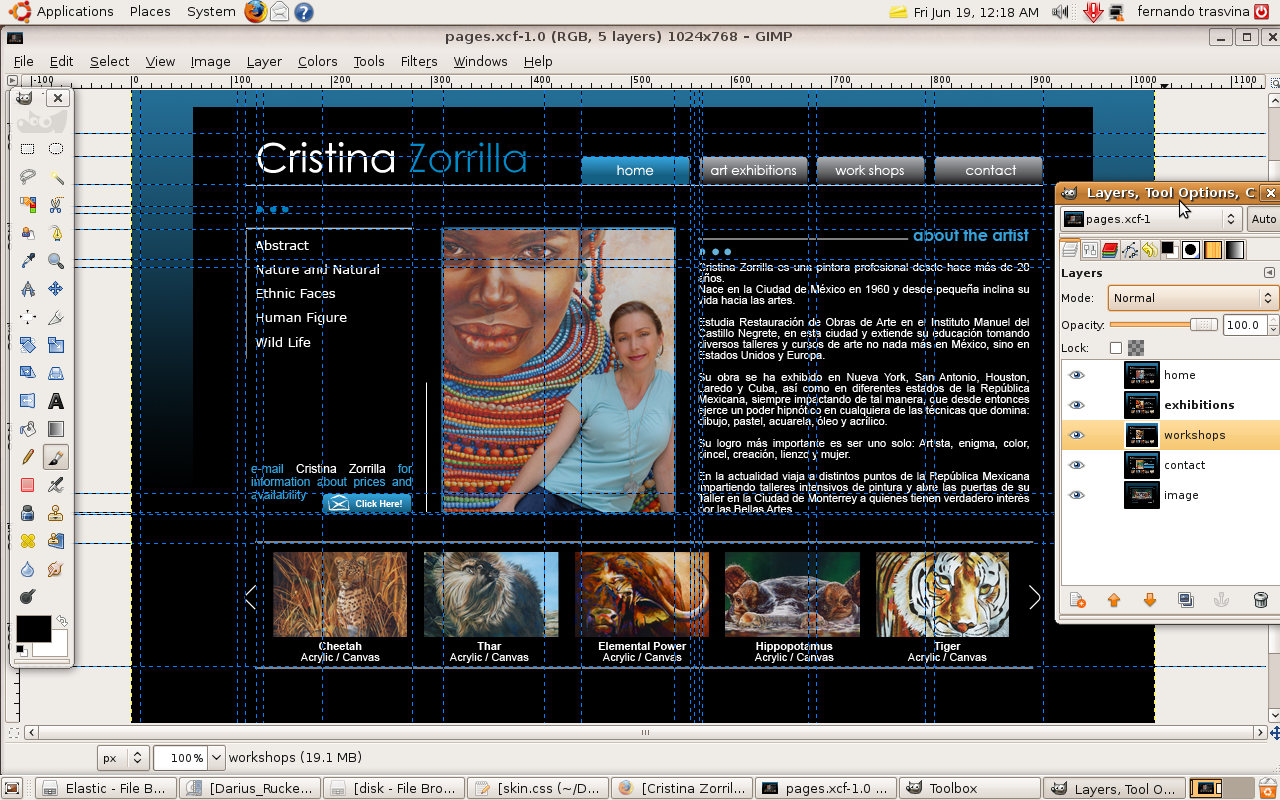 Applications Places System
Fri Jun 19, 12:18 AM fernando trasvina
pages.xcf-1.0 (RGB, 5 layers) 1024x768 – GIMP
File Edit Select View Image Layer Colors Tools Filters Windows Help
-100 0 100 200 300 400 500 600 700 800 900 1000 1100
Cristina Zorrilla
home art exhibitions work shops contact
Abstract
Nature and Natural
Ethnic Faces
Human Figure
Wild Life
e-mail Cristina Zorrilla for
information about prices and
availability
Click Here!
about the artist
Cristina Zorrilla es una pintora profesional desde hace más de 20
años.
Nace en la Ciudad de México en 1960 y desde pequeña inclina su
vida hacia las artes.
Estudia Restauración de Obras de Arte en el Instituto Manuel del
Castillo Negrete, en esta ciudad y extiende su educación tomando
diversos talleres y cursos de arte no nada más en México, sino en
Estados Unidos y Europa.
Su obra se ha exhibido en Nueva York, San Antonio, Houston,
Laredo y Cuba, así como en diferentes estados de la República
Mexicana, siempre impactando de tal manera, que desde entonces
ejerce un poder hipnótico en cualquiera de las técnicas que domina:
dibujo, pastel, acuarela, óleo y acrílico.
Su logro más importante es ser uno solo: Artista, enigma, color,
pincel, creación, lienzo y mujer.
En la actualidad viaja a distintos puntos de la República Mexicana
impartiendo talleres intensivos de pintura y abre las puertas de su
Taller en la Ciudad de Monterrey a quienes tienen verdadero interés
por las Bellas Artes.
Cheetah
Acrylic / Canvas
Thar
Acrylic / Canvas
Elemental Power
Acrylic / Canvas
Hippopotamus
Acrylic / Canvas
Tiger
Acrylic / Canvas
Layers, Tool Options, C
pages.xcf-1 Auto
Layers
Mode: Normal
Opacity: 100.0
Lock:
home
exhibitions
workshops
contact
image
px 100% workshops (19.1 MB)
Elastic - File B... [Darius_Rucke... [disk - File Bro... [skin.css (~/D... [Cristina Zorril... pages.xcf-1.0 ... Toolbox Layers, Tool O...